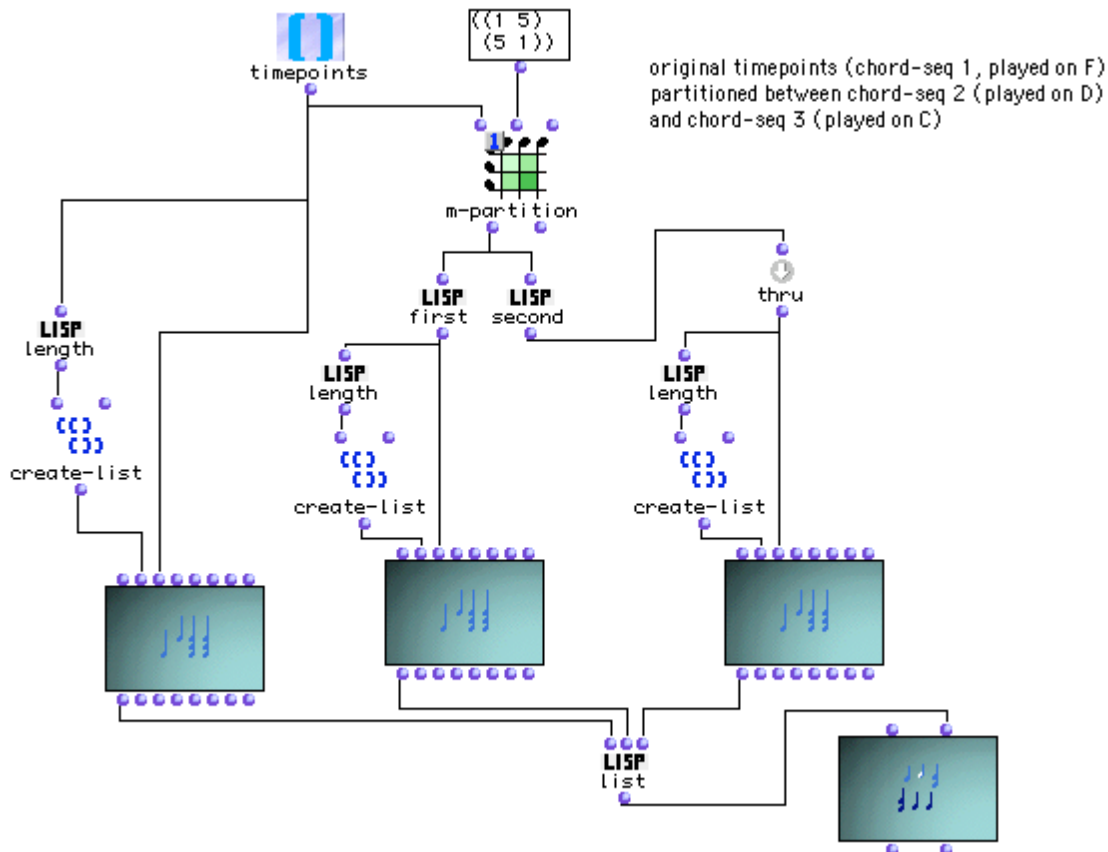 ((1 5)
(5 1))
timepoints
original timepoints (chord-seq 1, played on F)
partitioned between chord-seq 2 (played on D)
and chord-seq 3 (played on C)
1
m-partition
LISP
first
LISP
second
thru
LISP
length
LISP
length
LISP
length
create-list
create-list
create-list
LISP
list